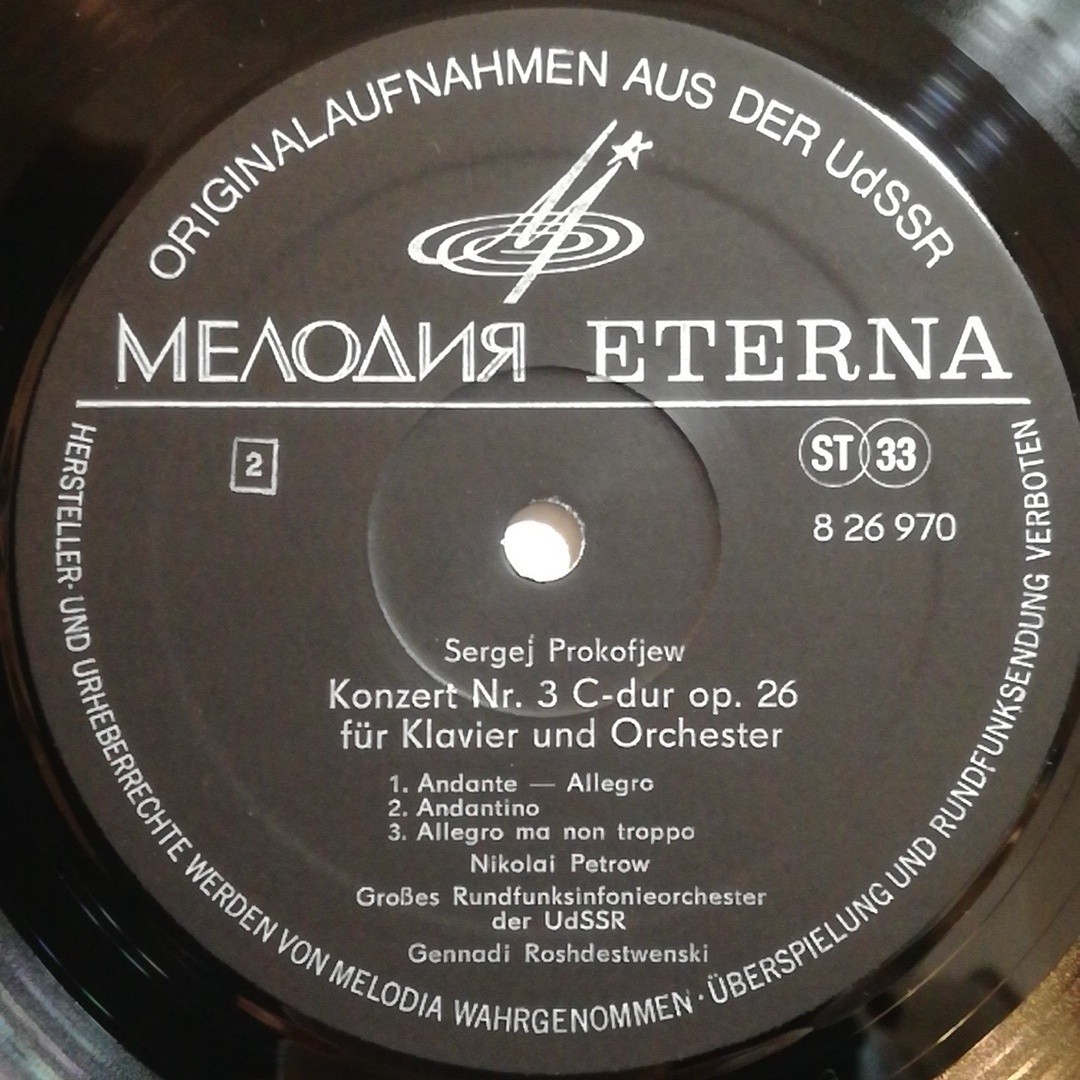 ORIGINALAUFNAHMEN AUS DER UdSSR
МЕЛОДИЯ ETERNA
2
ST 33
8 26 970
Sergej Prokofjew
Konzert Nr. 3 C-dur op. 26
für Klavier und Orchester
1. Andante — Allegro
2. Andantino
3. Allegro ma non troppo
Nikolai Petrow
Großes Rundfunksinfonieorchester
der UdSSR
Gennadi Roshdestwenski
HERSTELLER- UND URHEBERRECHTE WERDEN VON MELODIA WAHRGENOMMEN · ÜBERSPIELUNG UND RUNDFUNKSENDUNG VERBOTEN